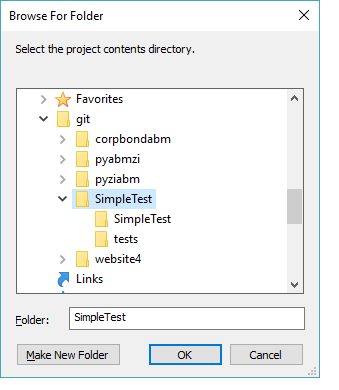 Browse For Folder
Select the project contents directory.
Favorites
git
corpbondabm
pyabmzi
pyziabm
SimpleTest
SimpleTest
tests
website4
Links
Folder: SimpleTest
Make New Folder OK Cancel